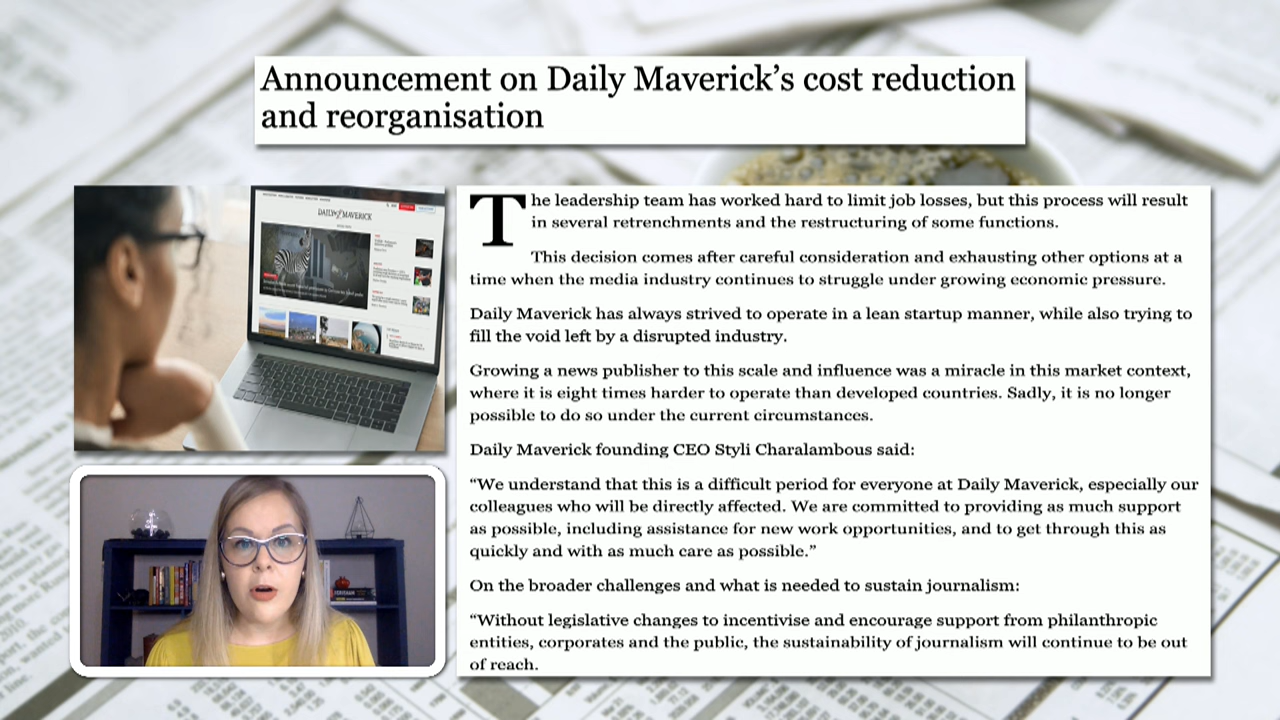 Announcement on Daily Maverick's cost reduction
and reorganisation
DAILY MAVERICK
The leadership team has worked hard to limit job losses, but this process will result
in several retrenchments and the restructuring of some functions.
This decision comes after careful consideration and exhausting other options at a
time when the media industry continues to struggle under growing economic pressure.
Daily Maverick has always strived to operate in a lean startup manner, while also trying to
fill the void left by a disrupted industry.
Growing a news publisher to this scale and influence was a miracle in this market context,
where it is eight times harder to operate than developed countries. Sadly, it is no longer
possible to do so under the current circumstances.
Daily Maverick founding CEO Styli Charalambous said:
“We understand that this is a difficult period for everyone at Daily Maverick, especially our
colleagues who will be directly affected. We are committed to providing as much support
as possible, including assistance for new work opportunities, and to get through this as
quickly and with as much care as possible.”
On the broader challenges and what is needed to sustain journalism:
“Without legislative changes to incentivise and encourage support from philanthropic
entities, corporates and the public, the sustainability of journalism will continue to be out
of reach.